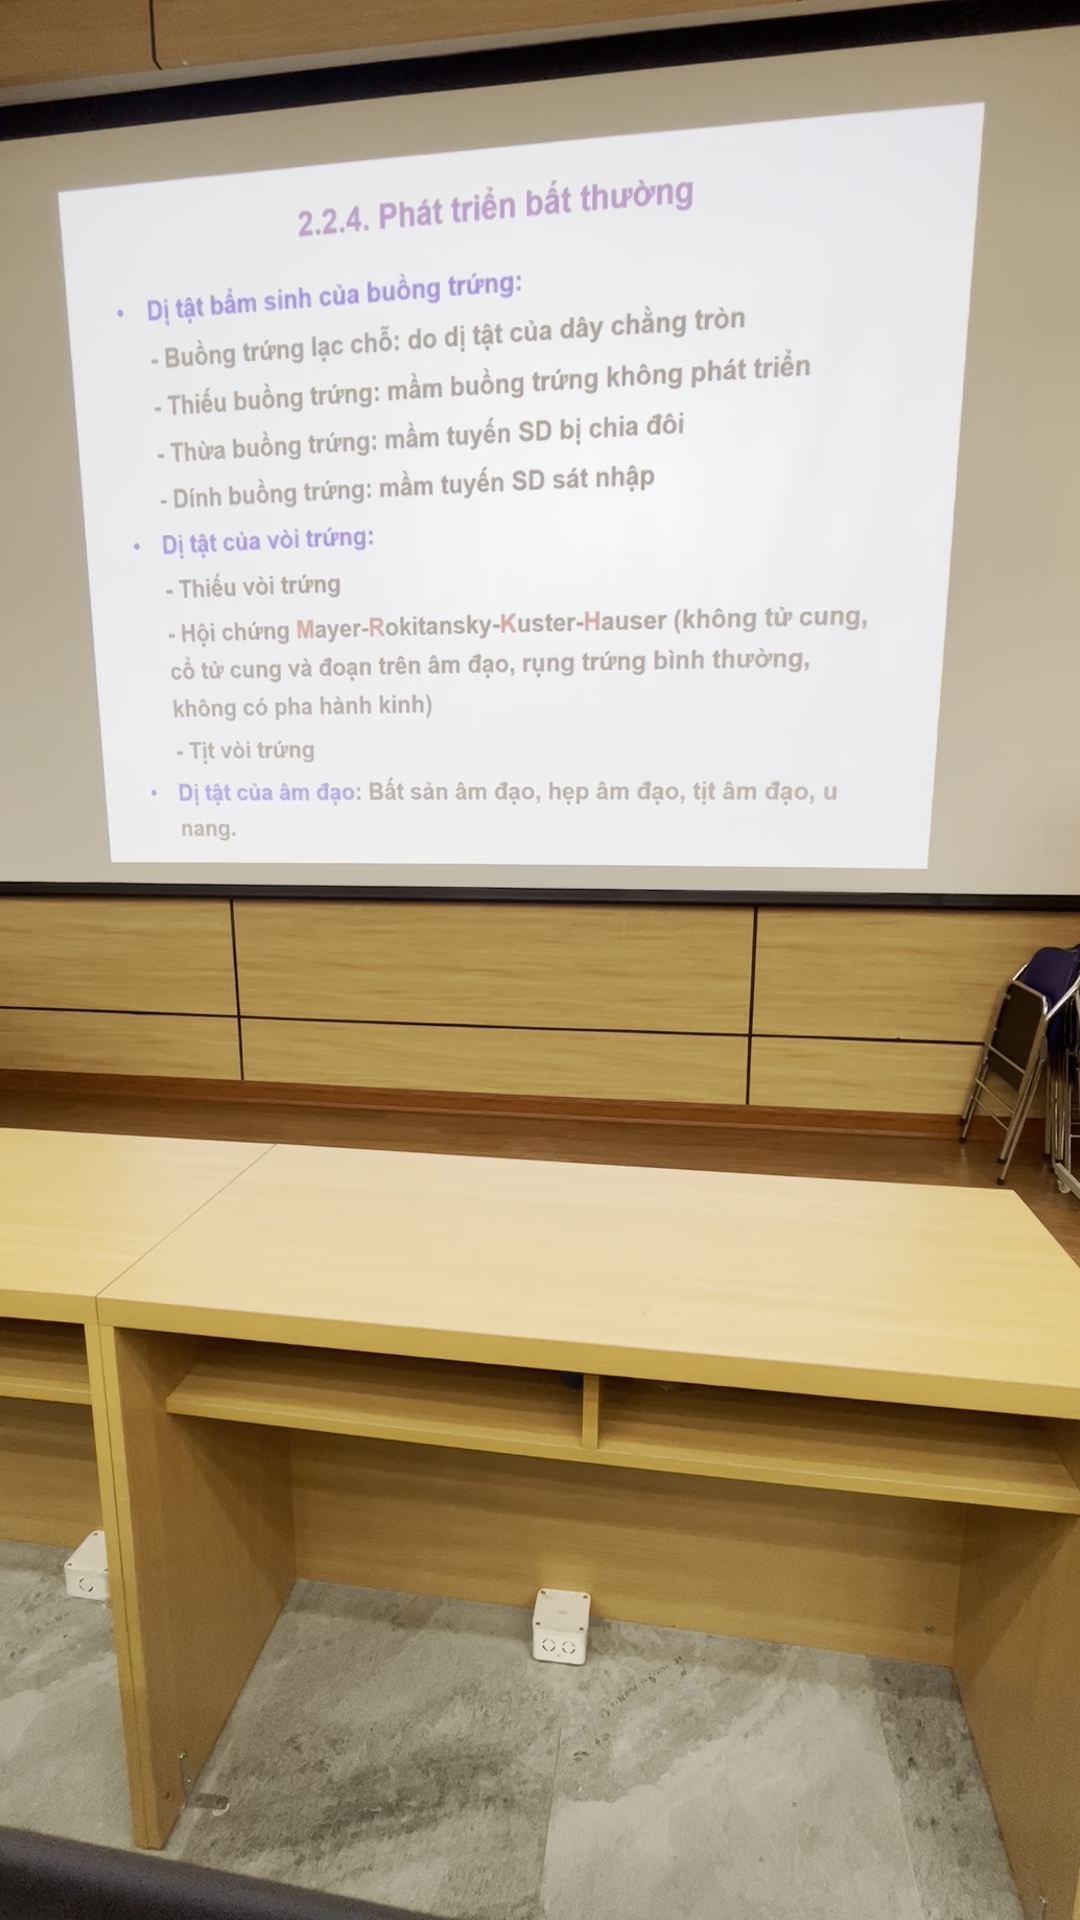 2.2.4. Phát triển bất thường
• Dị tật bẩm sinh của buồng trứng:
- Buồng trứng lạc chỗ: do dị tật của dây chằng tròn
- Thiếu buồng trứng: mầm buồng trứng không phát triển
- Thừa buồng trứng: mầm tuyến SD bị chia đôi
- Dính buồng trứng: mầm tuyến SD sát nhập
• Dị tật của vòi trứng:
- Thiếu vòi trứng
- Hội chứng Mayer-Rokitansky-Kuster-Hauser (không tử cung,
cổ tử cung và đoạn trên âm đạo, rụng trứng bình thường,
không có pha hành kinh)
- Tịt vòi trứng
• Dị tật của âm đạo: Bất sản âm đạo, hẹp âm đạo, tịt âm đạo, u
nang.